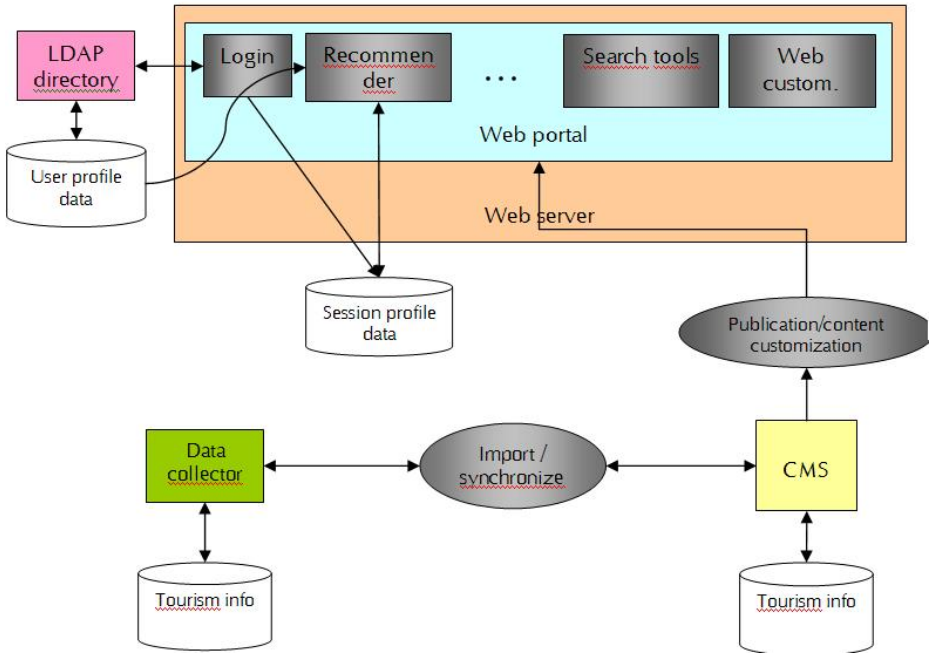 LDAP
directory
Login
Recommen
der
...
Search tools
Web
custom.
Web portal
User profile
data
Web server
Session profile
data
Publication/content
customization
Data
collector
Import /
synchronize
CMS
Tourism info
Tourism info